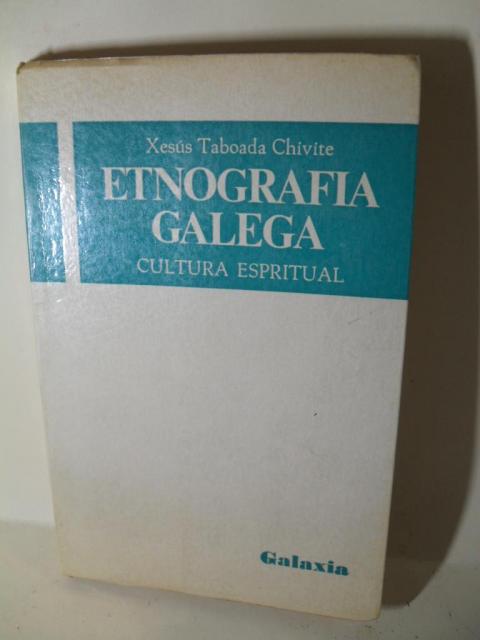 Xesús Taboada Chivite
ETNOGRAFIA
GALEGA
CULTURA ESPRITUAL
Galaxia